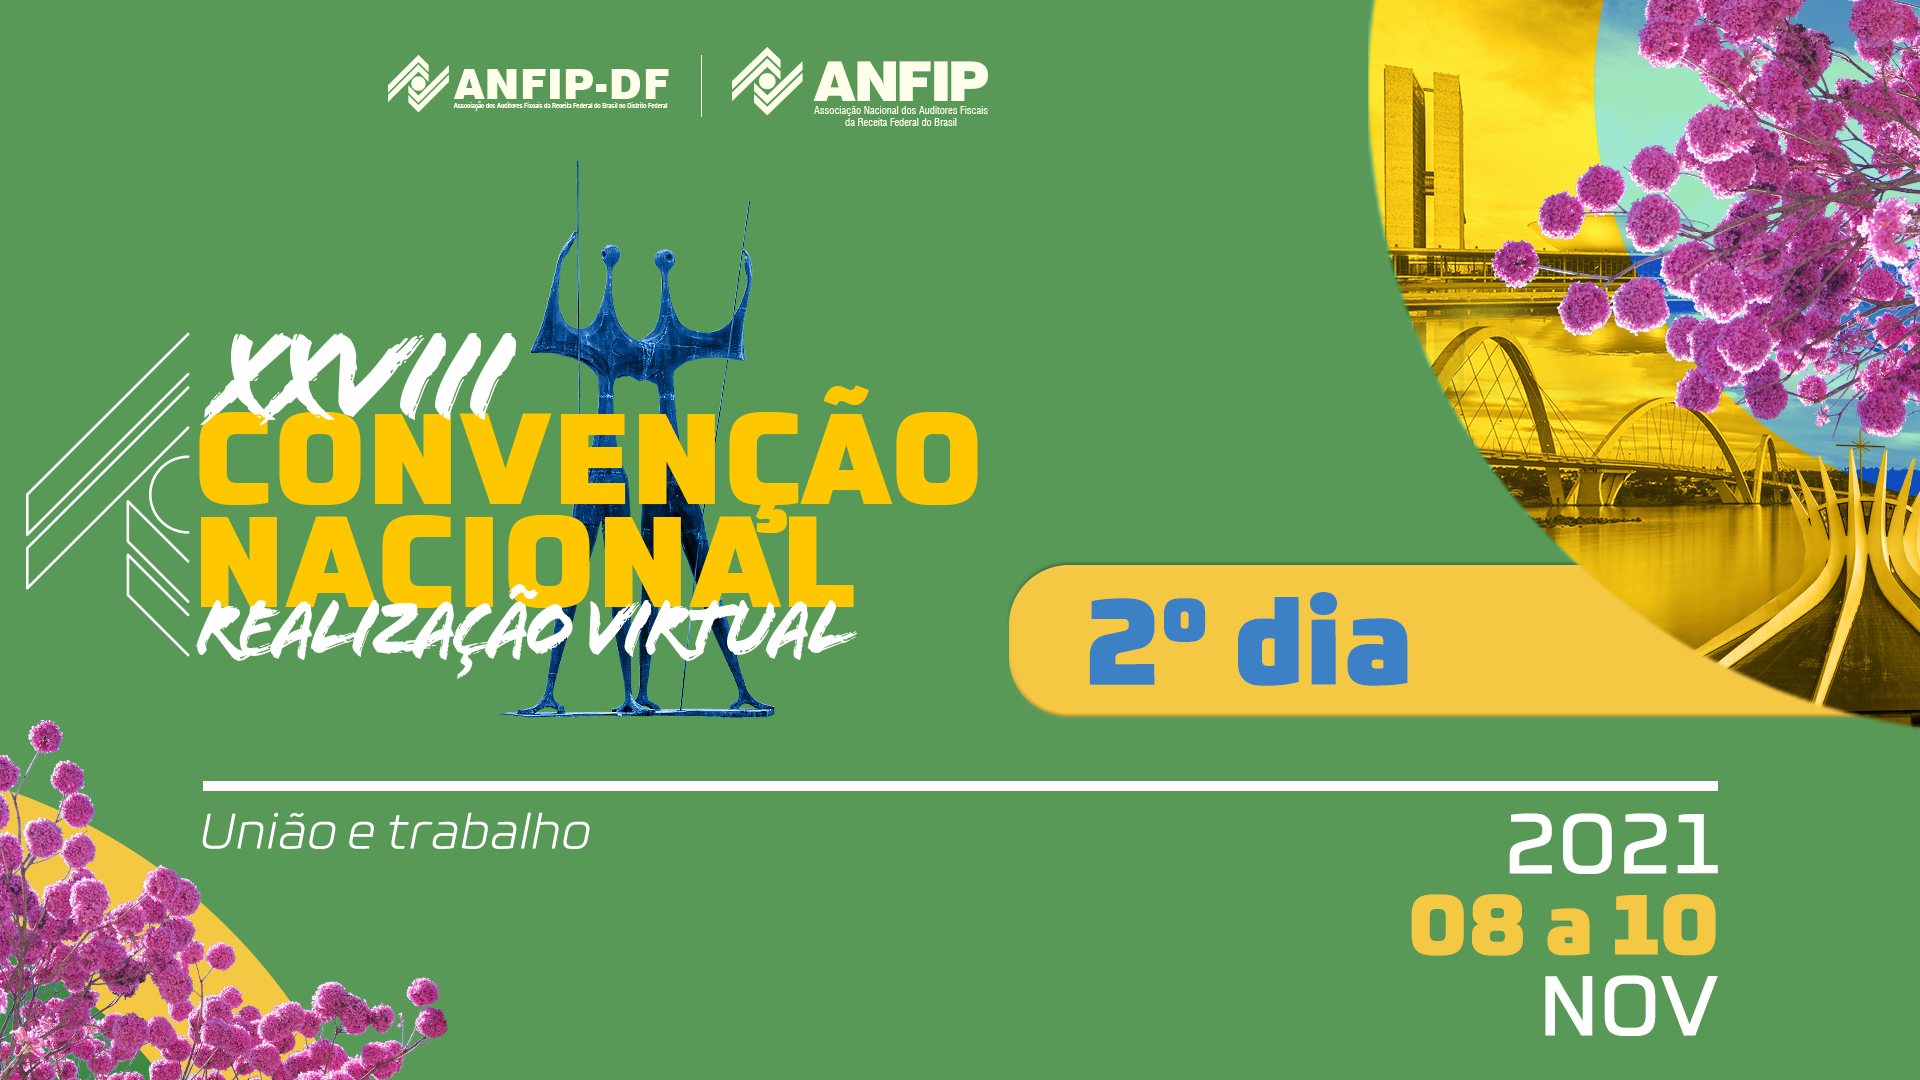 ANFIP-DF
Associação dos Auditores Fiscais da Receita Federal do Brasil no Distrito Federal
ANFIP
Associação Nacional dos Auditores Fiscais
da Receita Federal do Brasil
XXVIII
CONVENÇÃO
NACIONAL
REALIZAÇÃO VIRTUAL
2º dia
União e trabalho
2021
08 a 10
NOV